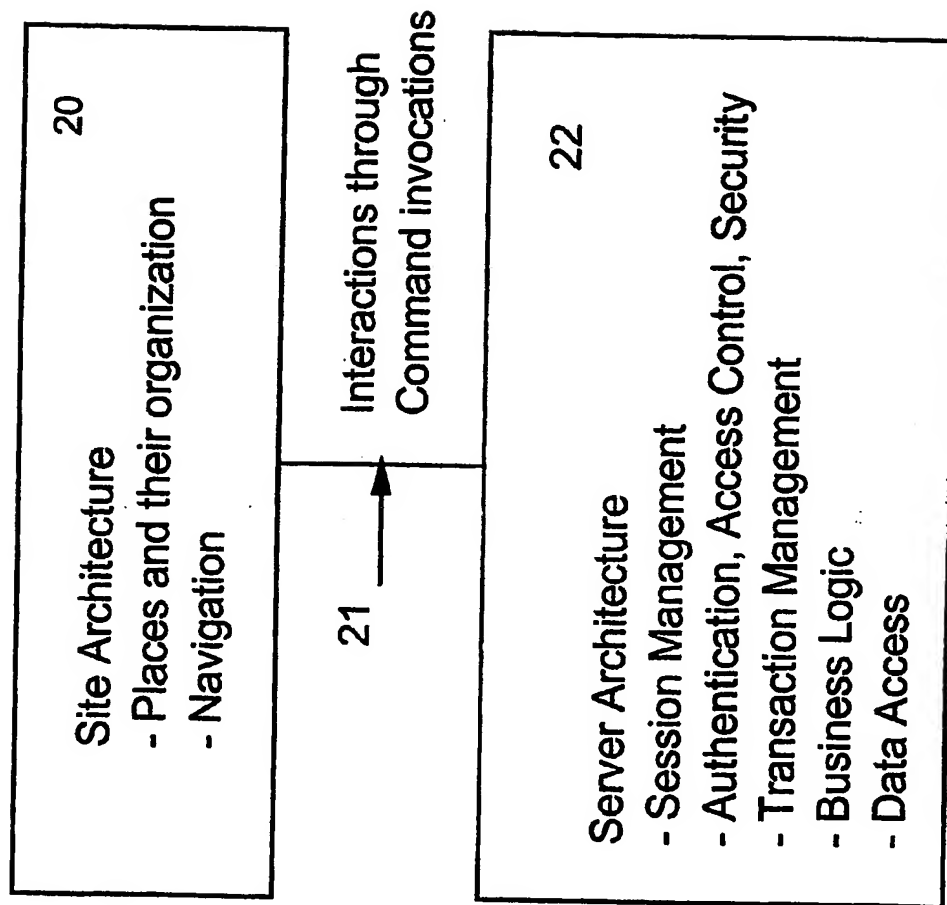 20
Site Architecture
- Places and their organization
- Navigation
21
Interactions through
Command invocations
22
Server Architecture
- Session Management
- Authentication, Access Control, Security
- Transaction Management
- Business Logic
- Data Access